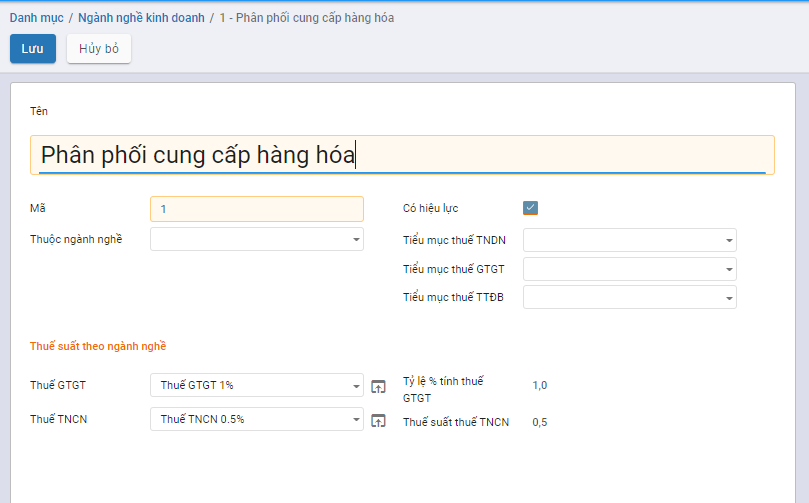 Danh mục / Ngành nghề kinh doanh / 1 - Phân phối cung cấp hàng hóa
Lưu Hủy bỏ
Tên
Phân phối cung cấp hàng hóa
Mã 1 Có hiệu lực
Thuộc ngành nghề Tiểu mục thuế TNDN
Tiểu mục thuế GTGT
Tiểu mục thuế TTĐB
Thuế suất theo ngành nghề
Thuế GTGT Thuế GTGT 1% Tỷ lệ % tính thuế
GTGT 1,0
Thuế TNCN Thuế TNCN 0.5% Thuế suất thuế TNCN 0,5